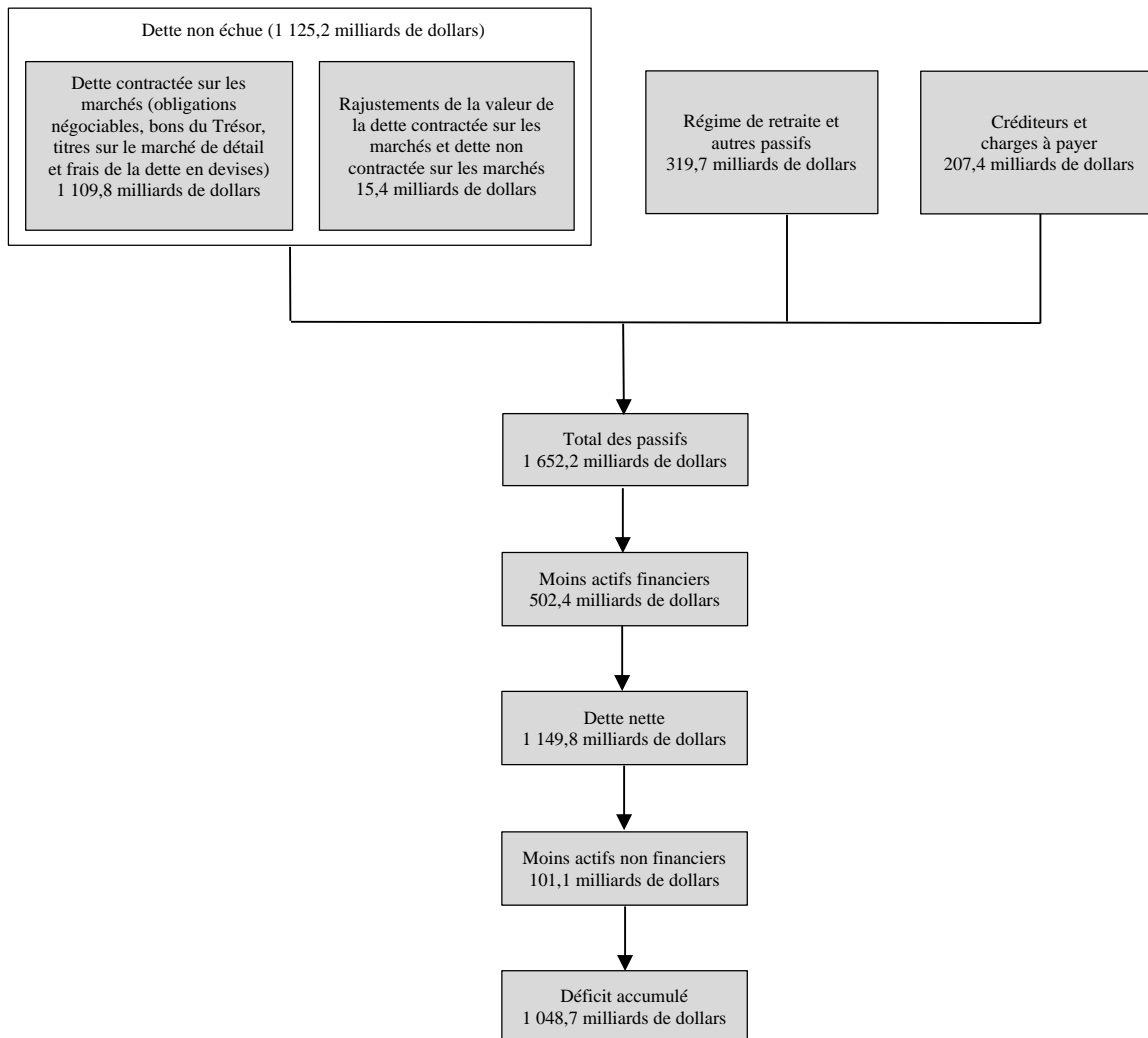 Dette non échue (1 125,2 milliards de dollars)
Dette contractée sur les
marchés (obligations
négociables, bons du Trésor,
titres sur le marché de détail
et frais de la dette en devises)
1 109,8 milliards de dollars
Rajustements de la valeur de
la dette contractée sur les
marchés et dette non
contractée sur les marchés
15,4 milliards de dollars
Régime de retraite et
autres passifs
319,7 milliards de dollars
Créditeurs et
charges à payer
207,4 milliards de dollars
Total des passifs
1 652,2 milliards de dollars
Moins actifs financiers
502,4 milliards de dollars
Dette nette
1 149,8 milliards de dollars
Moins actifs non financiers
101,1 milliards de dollars
Déficit accumulé
1 048,7 milliards de dollars